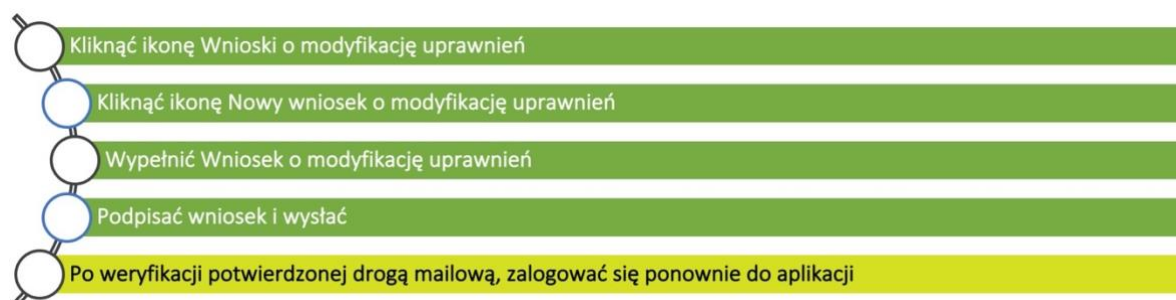 Kliknąć ikonę Wnioski o modyfikację uprawnień
Kliknąć ikonę Nowy wniosek o modyfikację uprawnień
Wypełnić Wniosek o modyfikację uprawnień
Podpisać wniosek i wysłać
Po weryfikacji potwierdzonej drogą mailową, zalogować się ponownie do aplikacji